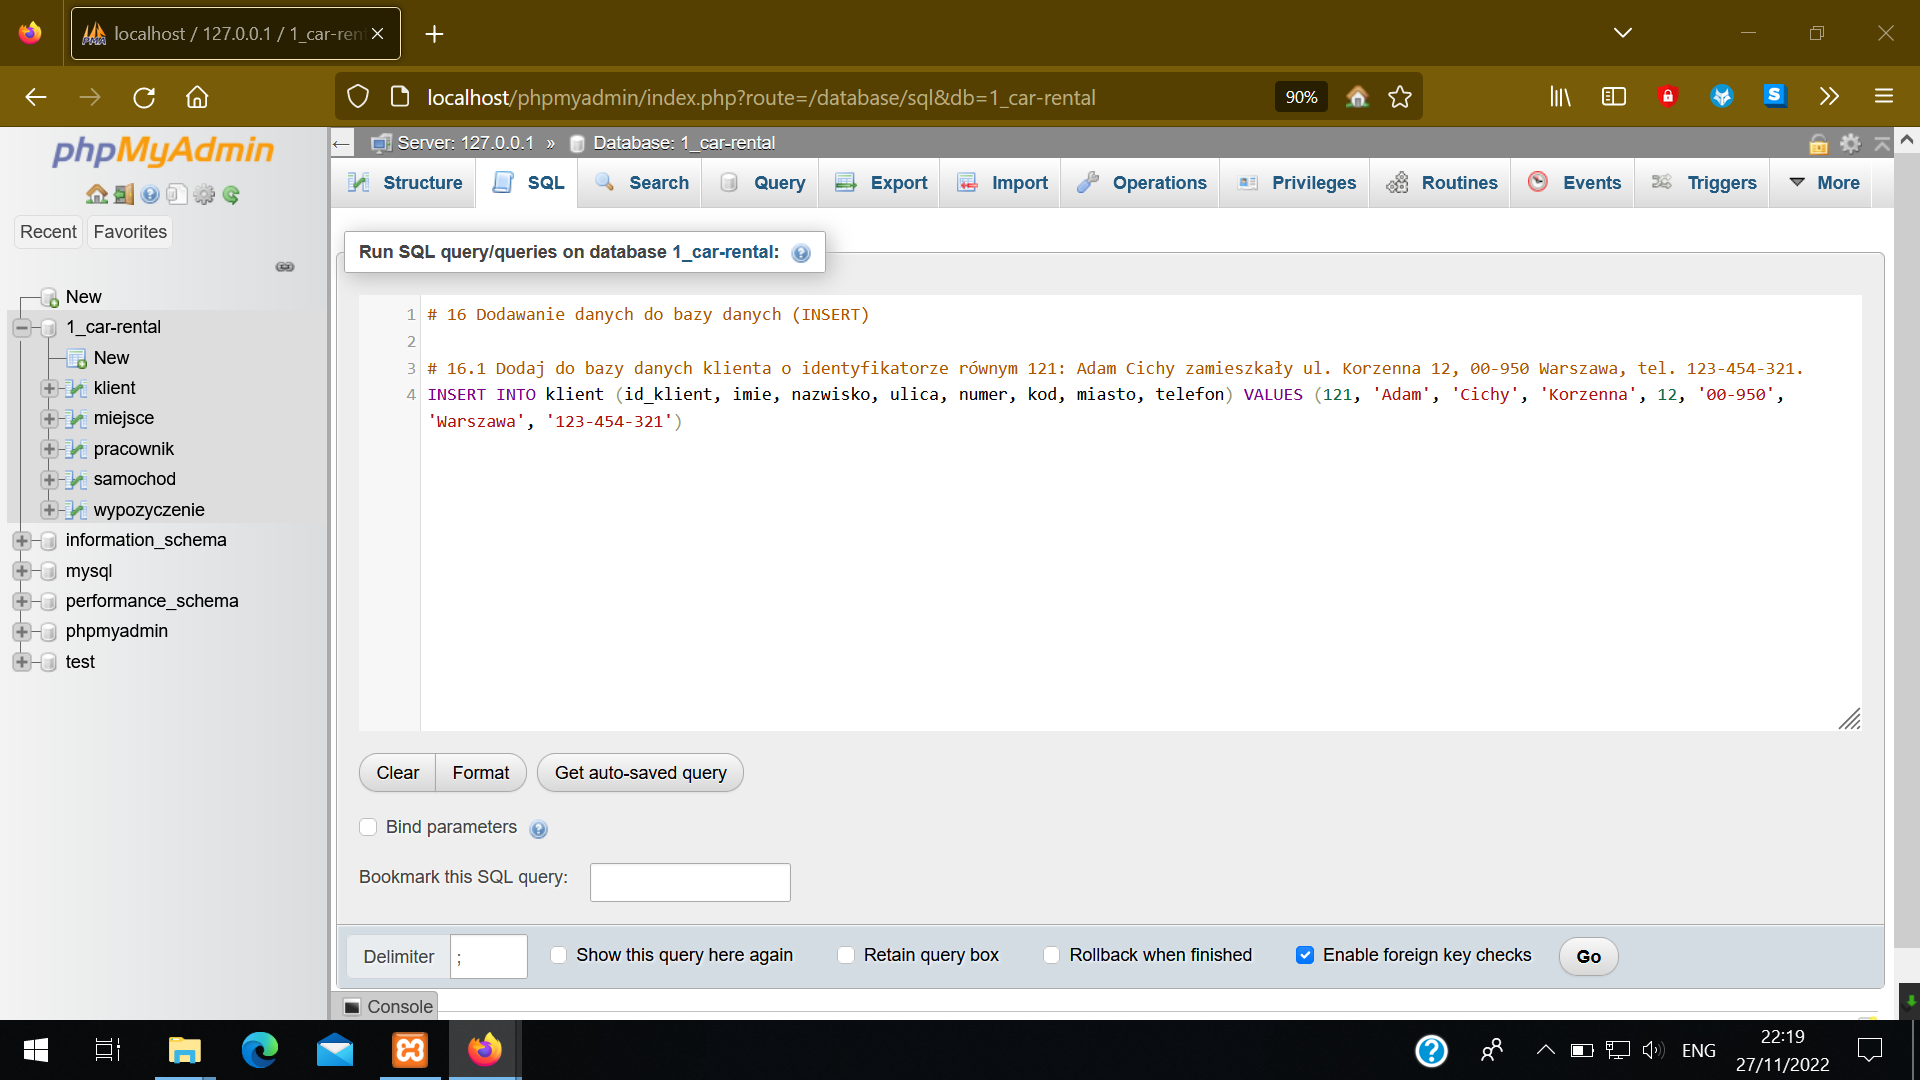 localhost / 127.0.0.1 / 1_car-ren
localhost/phpmyadmin/index.php?route=/database/sql&db=1_car-rental
90%
phpMyAdmin
Recent
Favorites
New
1_car-rental
New
klient
miejsce
pracownik
samochod
wypozyczenie
information_schema
mysql
performance_schema
phpmyadmin
test
Server: 127.0.0.1 » Database: 1_car-rental
Structure
SQL
Search
Query
Export
Import
Operations
Privileges
Routines
Events
Triggers
More
Run SQL query/queries on database 1_car-rental:
1 # 16 Dodawanie danych do bazy danych (INSERT)
2
3 # 16.1 Dodaj do bazy danych klienta o identyfikatorze równym 121: Adam Cichy zamieszkały ul. Korzenna 12, 00-950 Warszawa, tel. 123-454-321.
4 INSERT INTO klient (id_klient, imie, nazwisko, ulica, numer, kod, miasto, telefon) VALUES (121, 'Adam', 'Cichy', 'Korzenna', 12, '00-950',
'Warszawa', '123-454-321')
Clear
Format
Get auto-saved query
Bind parameters
Bookmark this SQL query:
Delimiter
;
Show this query here again
Retain query box
Rollback when finished
Enable foreign key checks
Go
Console
ENG
22:19
27/11/2022